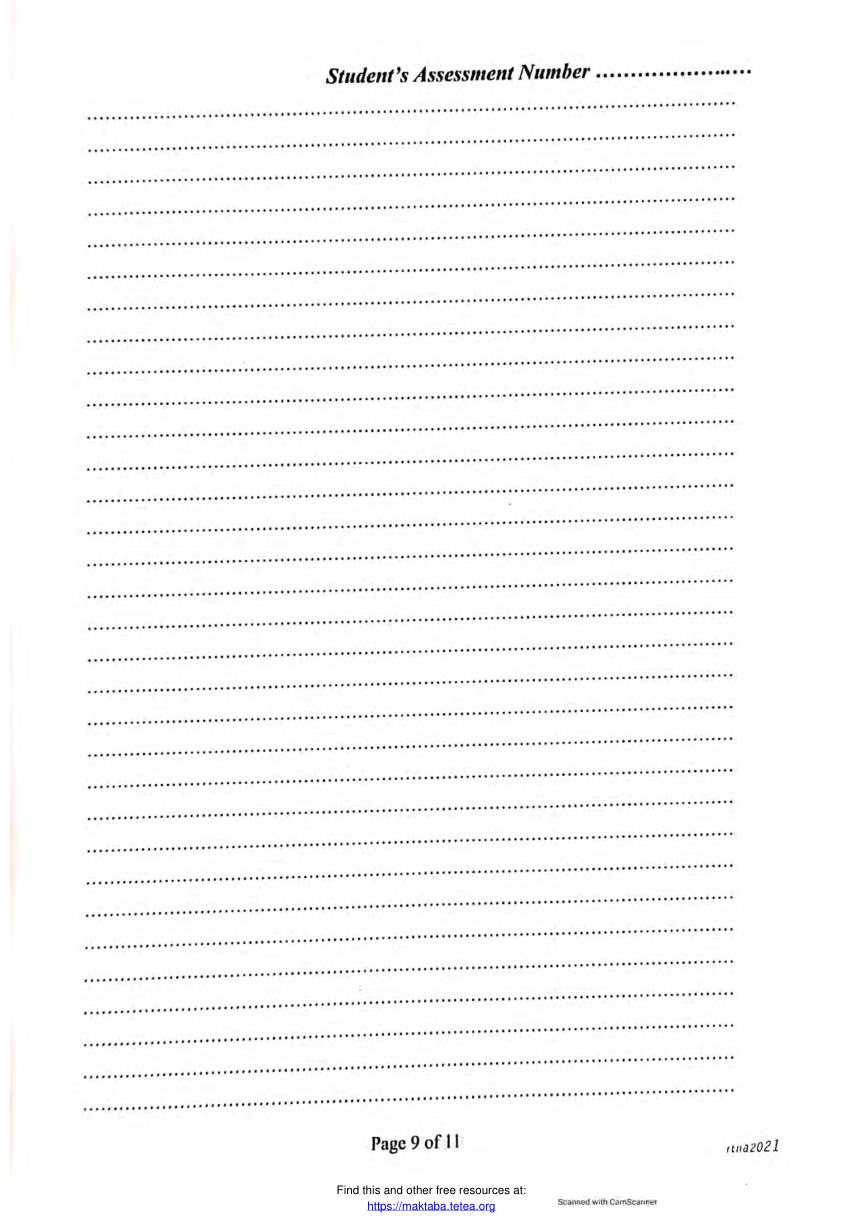 Student's Assessment Number ........................
Page 9 of 11
rtna2021
Find this and other free resources at:
https://maktaba.tetea.org
Scanned with CamScanner